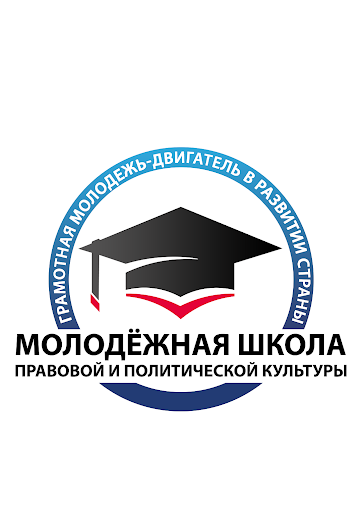 ГРАМОТНАЯ МОЛОДЕЖЬ-ДВИГАТЕЛЬ В РАЗВИТИИ СТРАНЫ
МОЛОДЁЖНАЯ ШКОЛА
ПРАВОВОЙ И ПОЛИТИЧЕСКОЙ КУЛЬТУРЫ